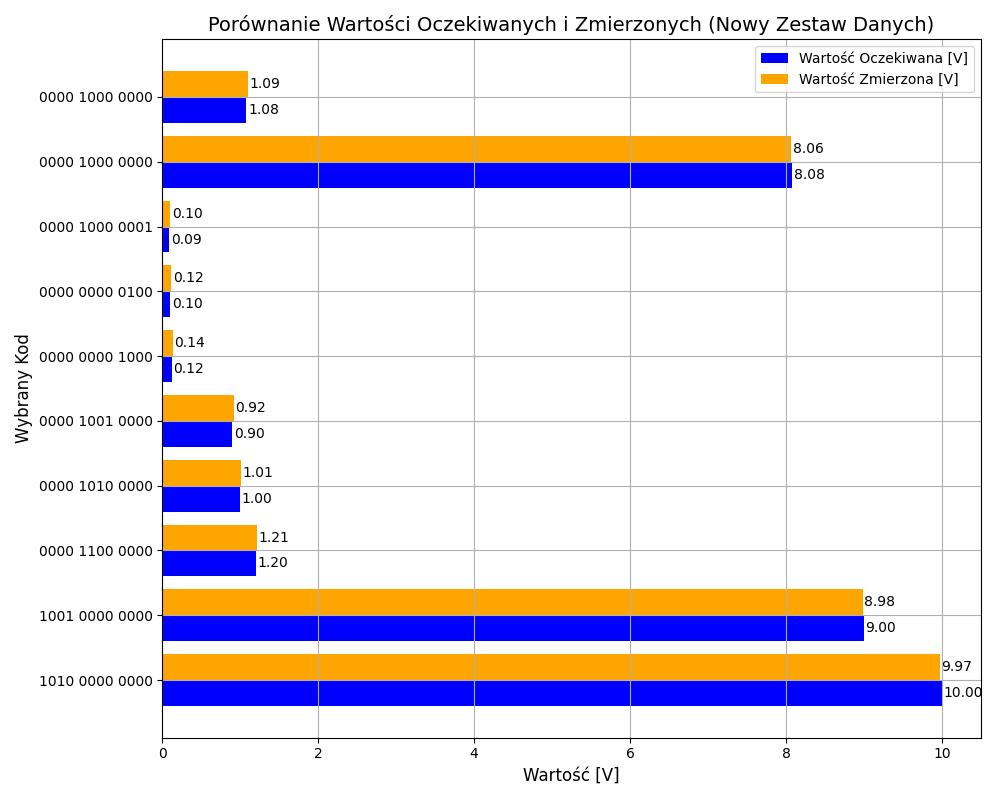 Porównanie Wartości Oczekiwanych i Zmierzonych (Nowy Zestaw Danych)
Wartość Oczekiwana [V]
Wartość Zmierzona [V]
Wybrany Kod
0000 1000 0000
1.09
1.08
0000 1000 0000
8.06
8.08
0000 1000 0001
0.10
0.09
0000 0000 0100
0.12
0.10
0000 0000 1000
0.14
0.12
0000 1001 0000
0.92
0.90
0000 1010 0000
1.01
1.00
0000 1100 0000
1.21
1.20
1001 0000 0000
8.98
9.00
1010 0000 0000
9.97
10.00
0 2 4 6 8 10
Wartość [V]